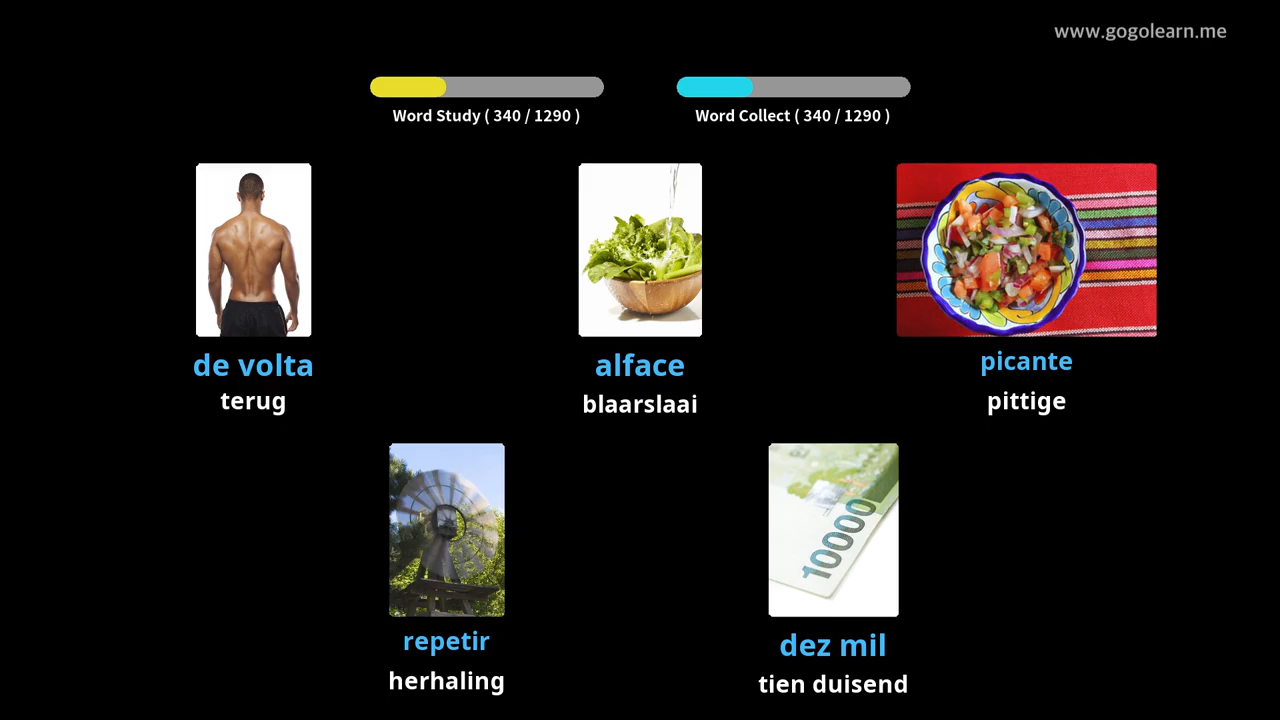 www.gogolearn.me
Word Study ( 340 / 1290 )
Word Collect ( 340 / 1290 )
de volta
terug
alface
blaarslaai
picante
pittige
10000
repetir
herhaling
dez mil
tien duisend